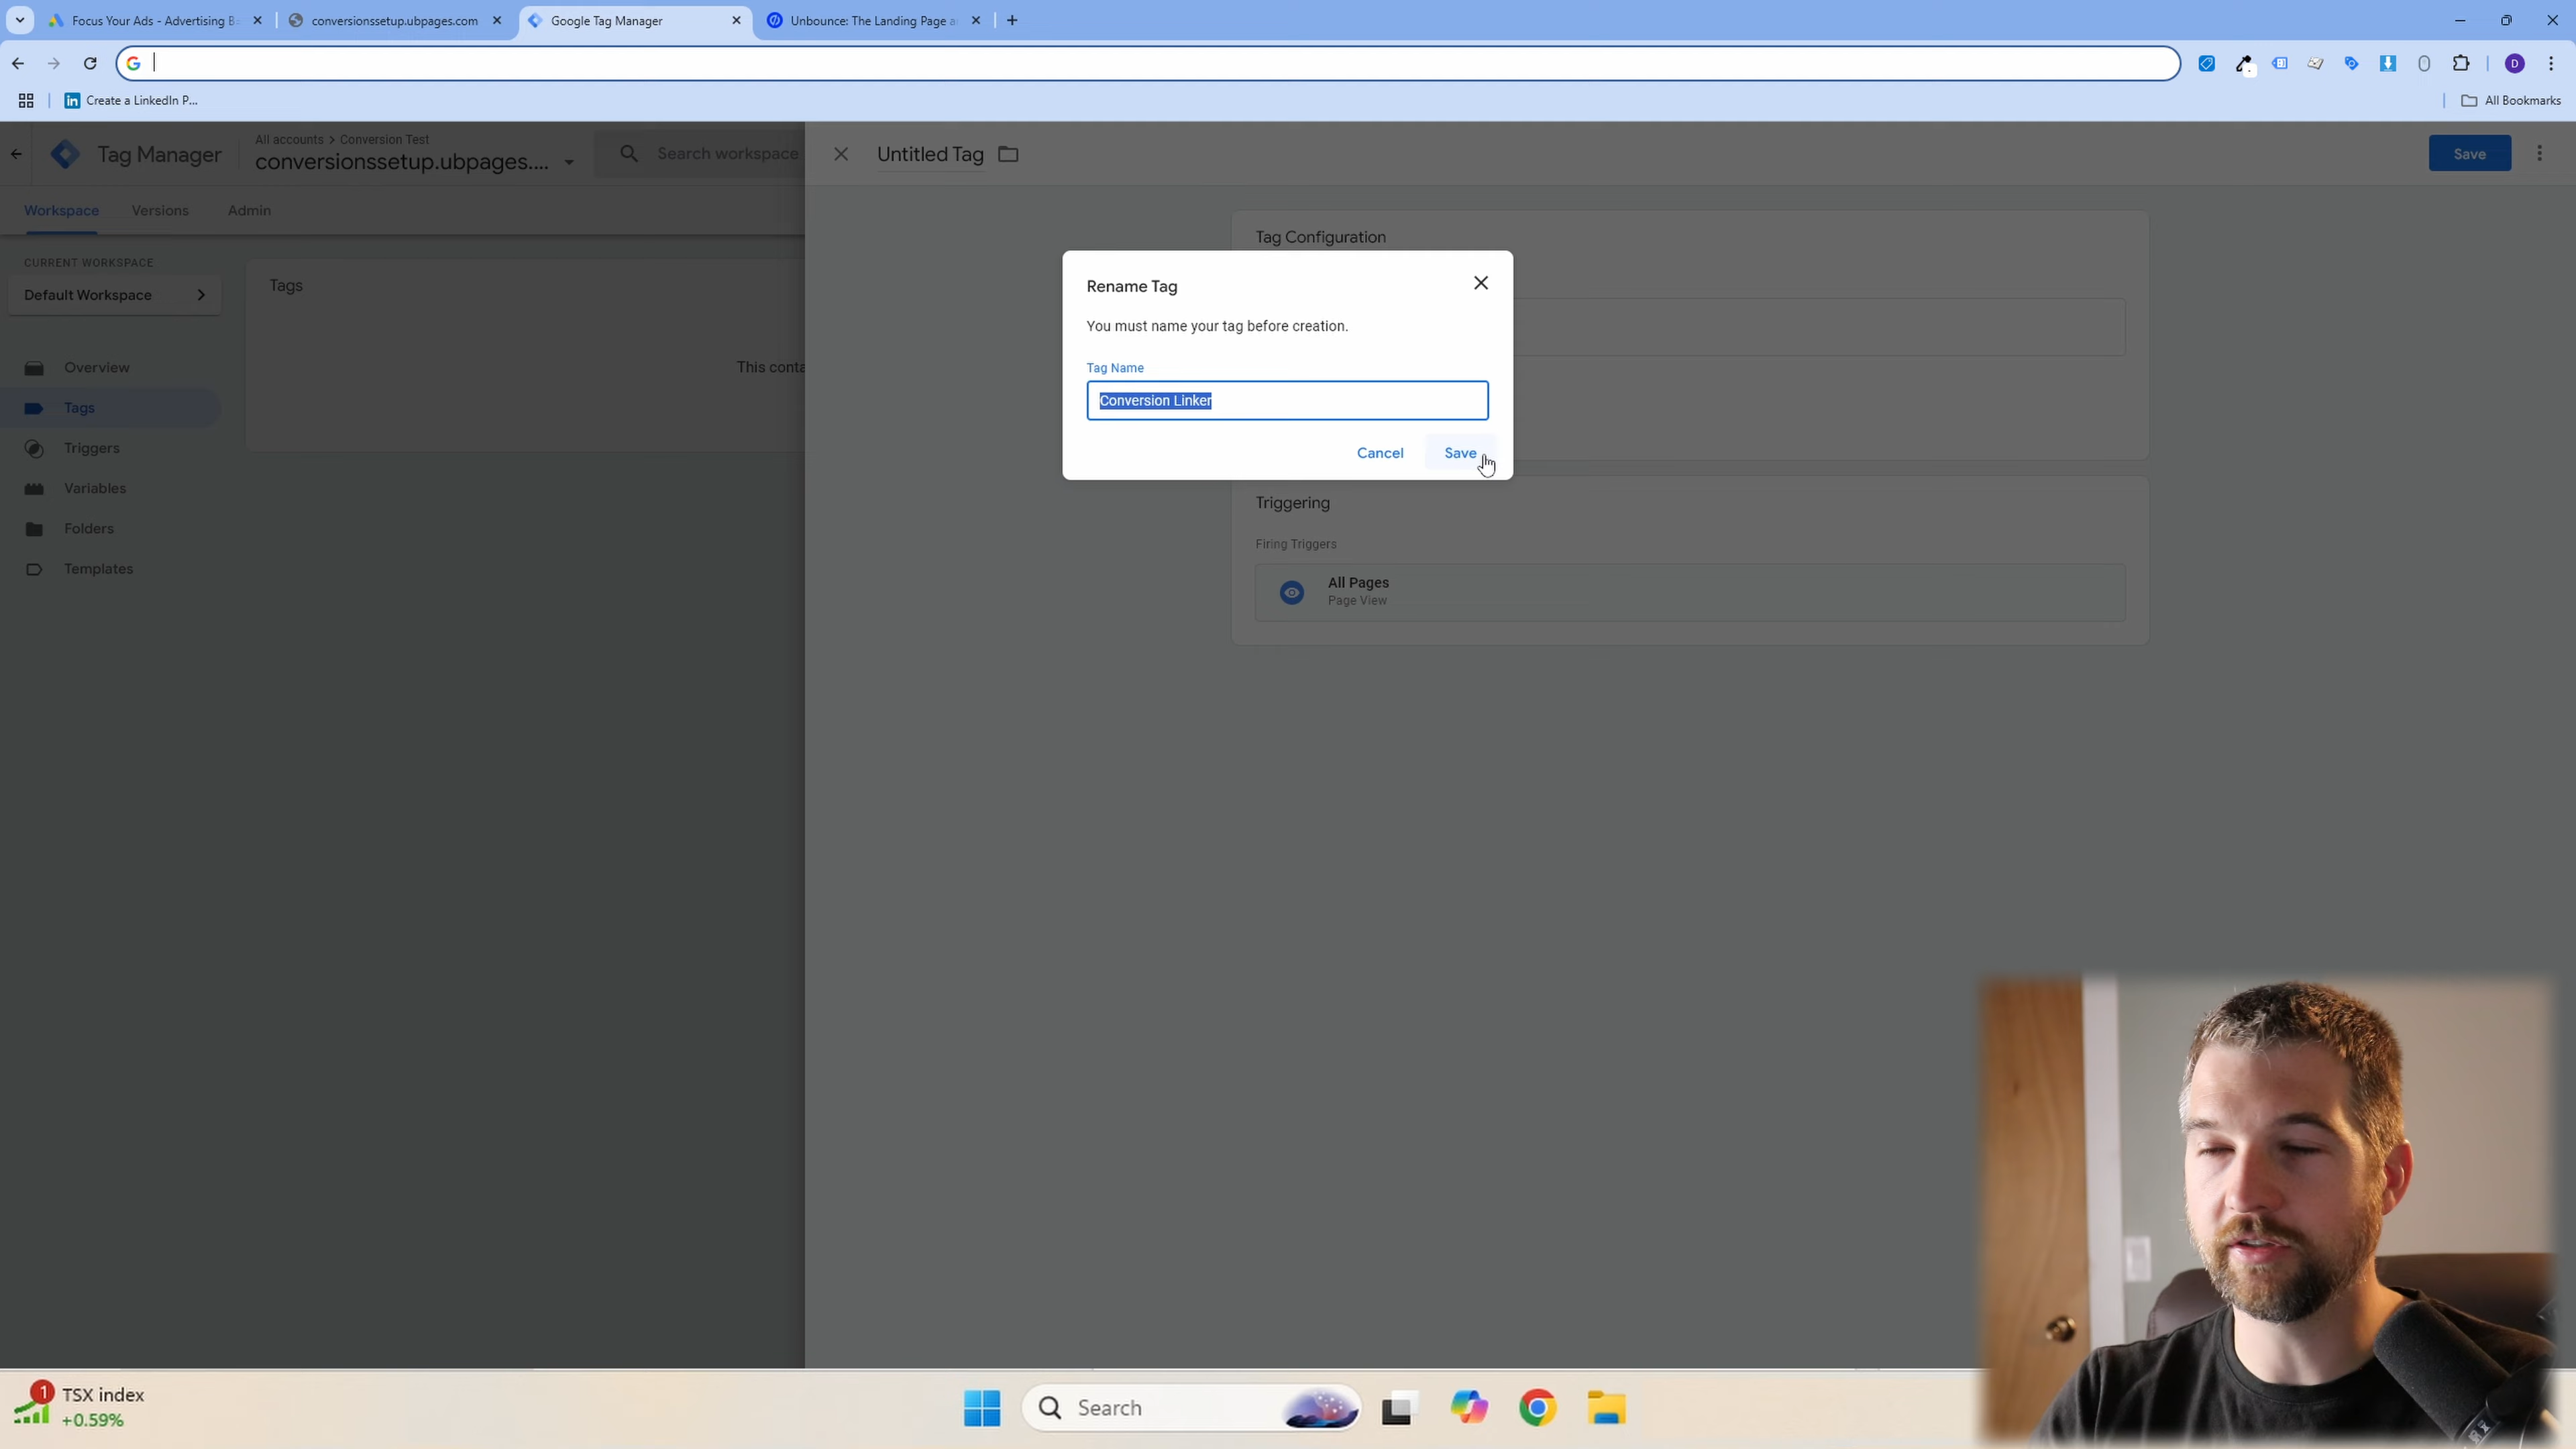 Focus Your Ads - Advertising B
conversionssetup.ubpages.com
Google Tag Manager
Unbounce: The Landing Page a
Create a LinkedIn P...
All Bookmarks
Tag Manager
All accounts > Conversion Test
conversionssetup.ubpages....
Search workspace
Untitled Tag
Save
Workspace
Versions
Admin
CURRENT WORKSPACE
Default Workspace
Overview
Tags
Triggers
Variables
Folders
Templates
Tags
This conta
Tag Configuration
Rename Tag
You must name your tag before creation.
Tag Name
Conversion Linker
Cancel
Save
Triggering
Firing Triggers
All Pages
Page View
1
TSX index
+0.59%
Search
D